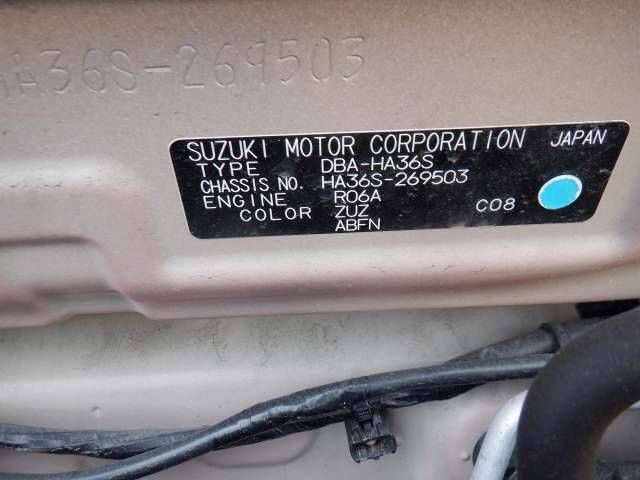 HA36S-269503
SUZUKI MOTOR CORPORATION JAPAN
TYPE DBA-HA36S
CHASSIS NO. HA36S-269503
ENGINE R06A
COLOR ZUZ C08
ABFN